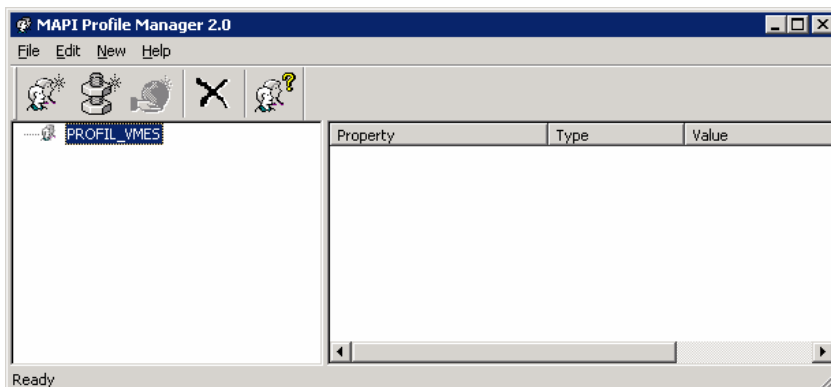 MAPI Profile Manager 2.0
File Edit New Help
PROFIL_VMES
Property Type Value
Ready